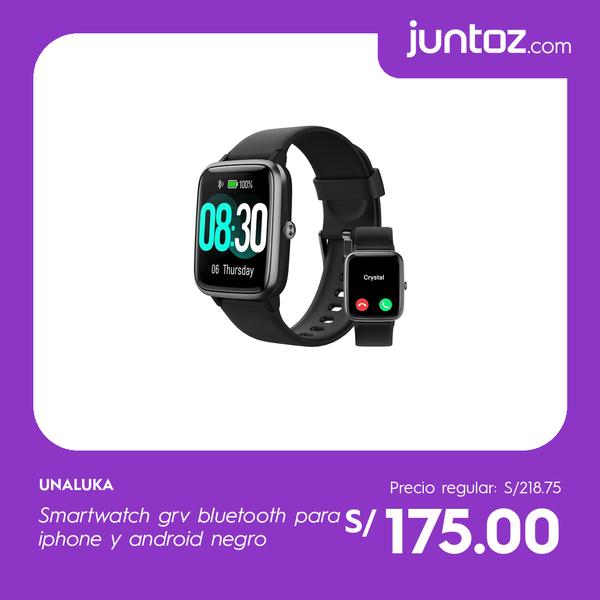 juntoz.com
100%
08:30
06 Thursday
Crystal
UNALUKA
Smartwatch grv bluetooth para
iphone y android negro
Precio regular: S/218.75
S/ 175.00